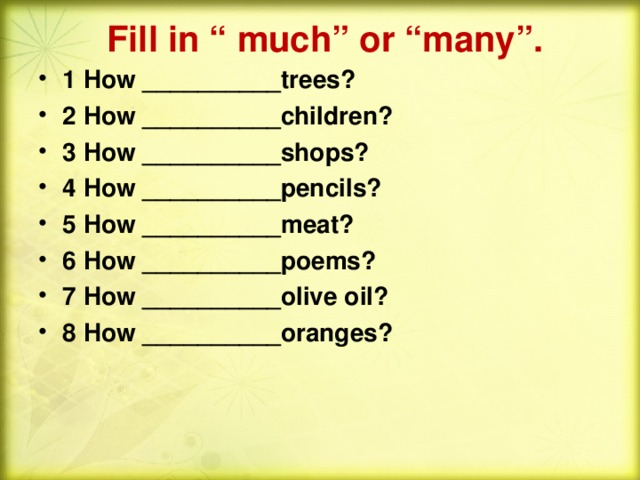 Fill in “ much” or “many”.
• 1 How __________trees?
• 2 How __________children?
• 3 How __________shops?
• 4 How __________pencils?
• 5 How __________meat?
• 6 How __________poems?
• 7 How __________olive oil?
• 8 How __________oranges?